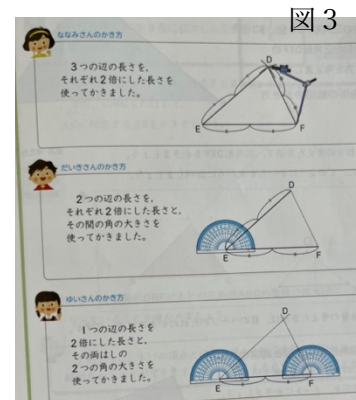 図３
ななみさんのかき方
３つの辺の長さを、
それぞれ２倍にした長さを
使ってかきました。
D
E
F
だいきさんのかき方
２つの辺の長さを、
それぞれ２倍にした長さと、
その間の角の大きさを
使ってかきました。
D
E
F
ゆいさんのかき方
１つの辺の長さを
２倍にした長さと、
その両はしの
２つの角の大きさを
使ってかきました。
D
E
F